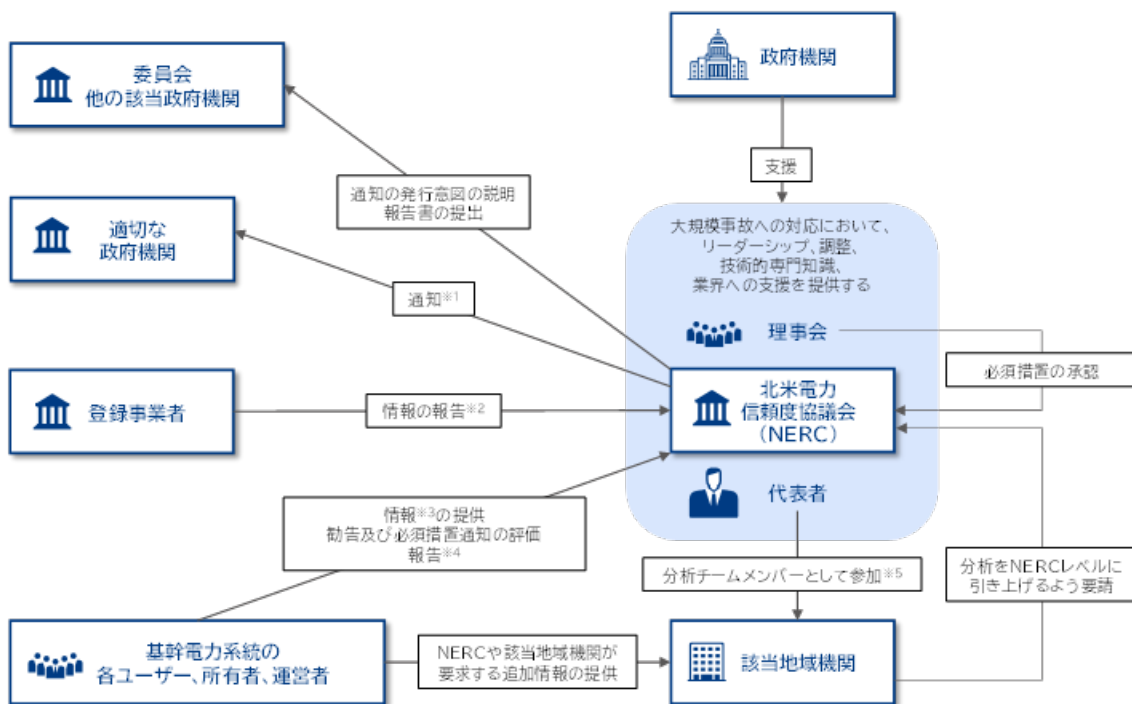 委員会
他の該当政府機関
政府機関
支援
通知の発行意図の説明
報告書の提出
適切な
政府機関
大規模事故への対応において、
リーダーシップ、調整、
技術的専門知識、
業界への支援を提供する
通知※1
理事会
必須措置の承認
登録事業者
情報の報告※2
北米電力
信頼度協議会
（NERC）
代表者
情報※3の提供
勧告及び必須措置通知の評価
報告※4
分析チームメンバーとして参加※5
分析をNERCレベルに
引き上げるよう要請
基幹電力系統の
各ユーザー、所有者、運営者
NERCや該当地域機関が
要求する追加情報の提供
該当地域機関